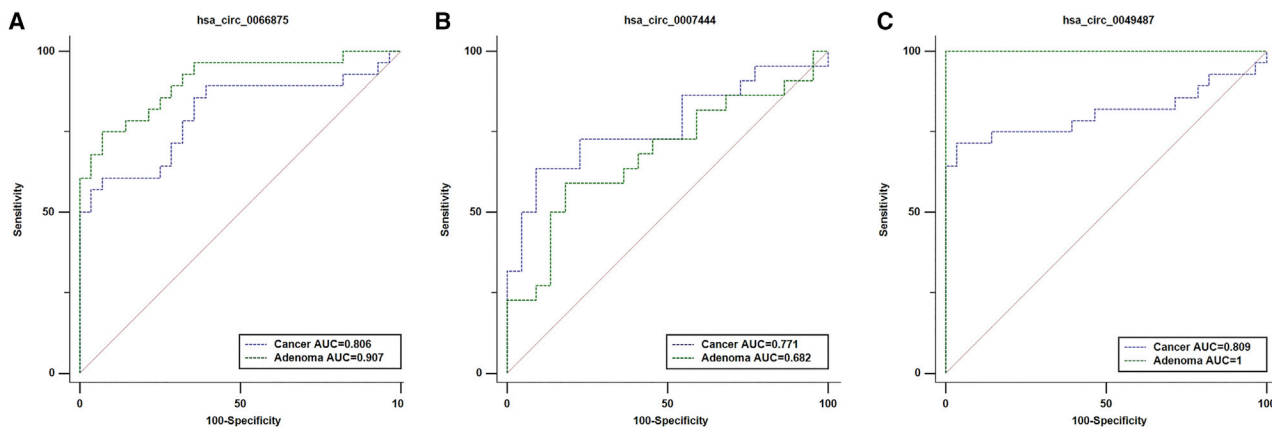 A
hsa_circ_0066875
100
50
0
Sensitivity
Cancer AUC=0.806
Adenoma AUC=0.907
0
50
10
100-Specificity
B
hsa_circ_0007444
100
50
0
Sensitivity
Cancer AUC=0.771
Adenoma AUC=0.682
0
50
100
100-Specificity
C
hsa_circ_0049487
100
50
0
Sensitivity
Cancer AUC=0.809
Adenoma AUC=1
0
50
100
100-Specificity